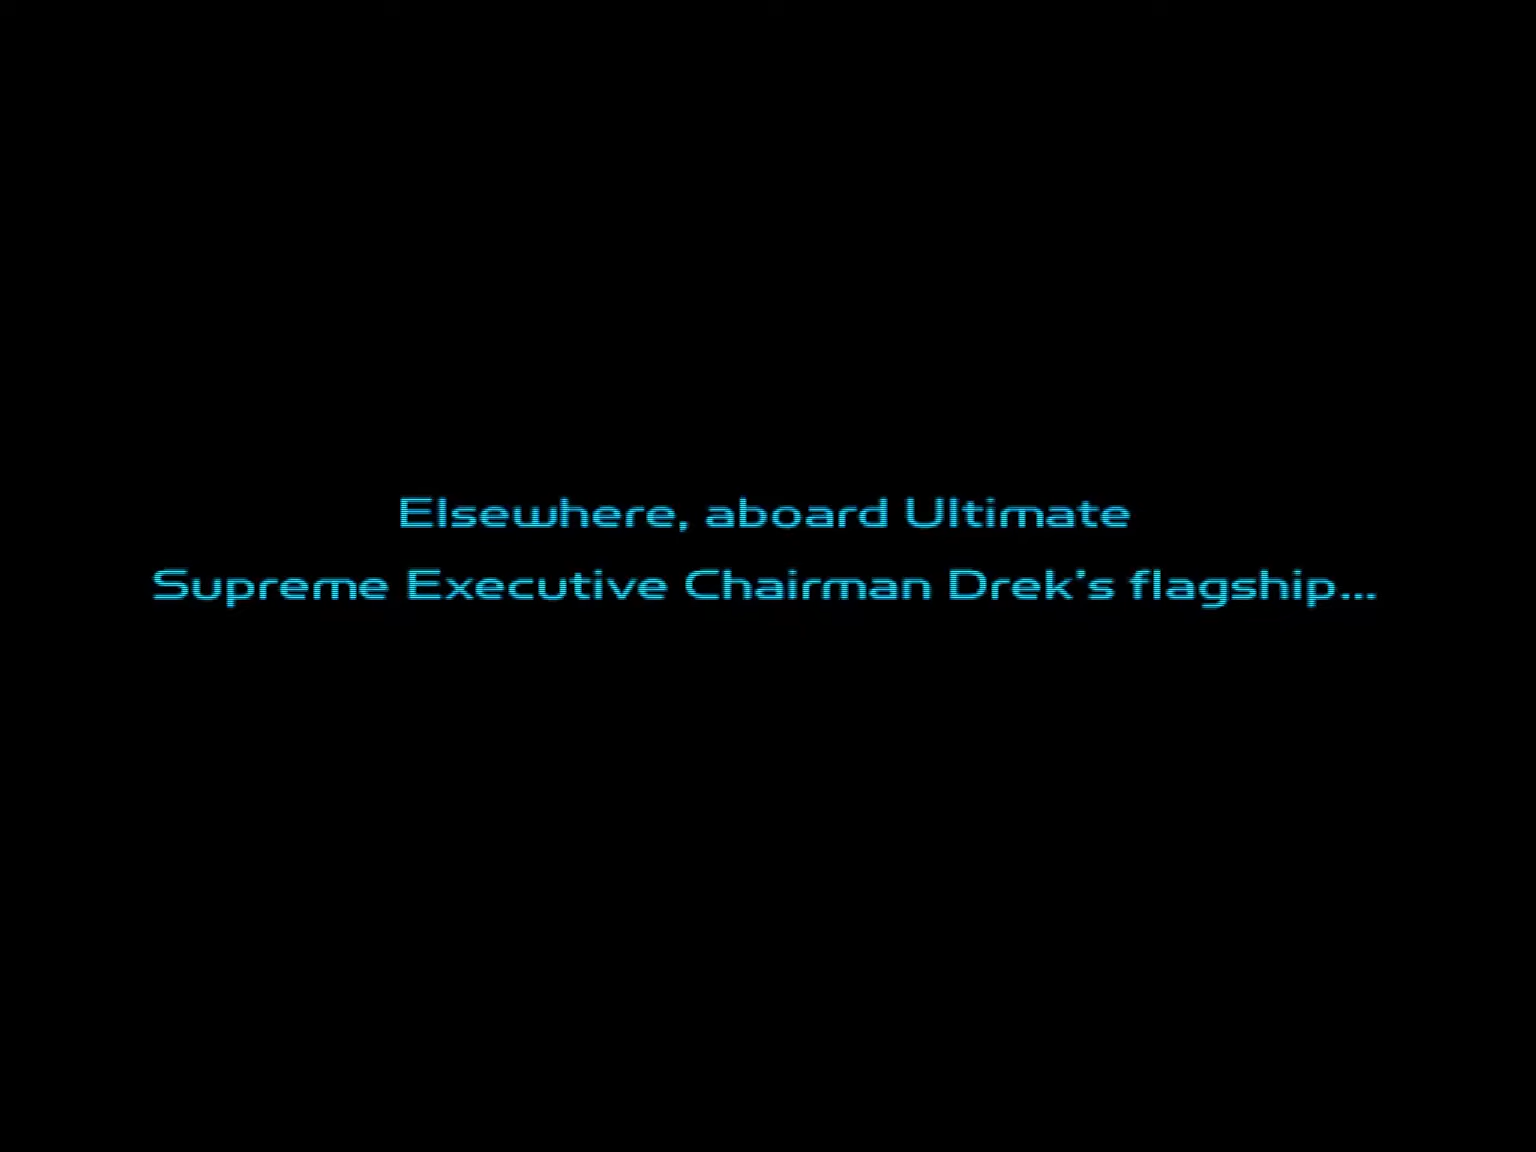 Elsewhere, aboard Ultimate
Supreme Executive Chairman Drek's flagship...